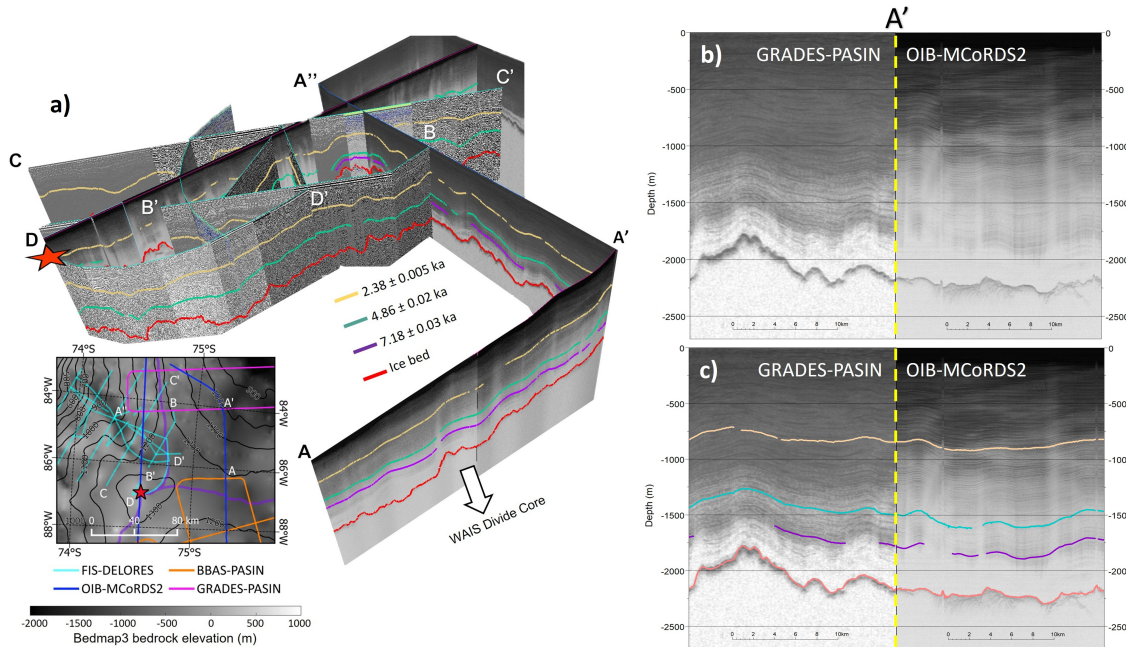 a)
A''
C'
C
B
B'
D'
D
A'
2.38 ± 0.005 ka
4.86 ± 0.02 ka
7.18 ± 0.03 ka
Ice bed
A
WAIS Divide Core
74°S
75°S
84°W
84°W
86°W
86°W
88°W
88°W
C'
B
A''
A'
D'
B'
A
C
D
0 40 80 km
74°S
75°S
FIS-DELORES
BBAS-PASIN
OIB-MCoRDS2
GRADES-PASIN
-2000 -1000 0 1000
Bedmap3 bedrock elevation (m)
A'
b)
GRADES-PASIN
OIB-MCoRDS2
0
-500
-1000
-1500
-2000
-2500
Depth (m)
0
-500
-1000
-1500
-2000
-2500
Depth (m)
0 2 4 6 8 10km
0 2 4 6 8 10km
c)
GRADES-PASIN
OIB-MCoRDS2
0
-500
-1000
-1500
-2000
-2500
Depth (m)
0
-500
-1000
-1500
-2000
-2500
Depth (m)
0 2 4 6 8 10km
0 2 4 6 8 10km